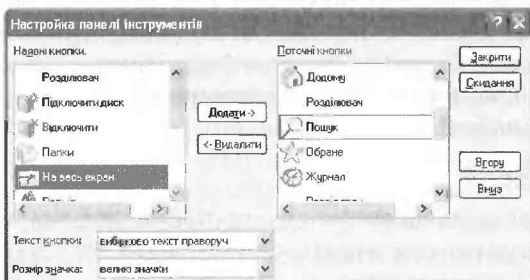 Настройка панелі інструментів
Наявні кнопки:
Розділювач
Підключити диск
Відключити
Папки
На весь екран
Додати ->
<- Видалити
Поточні кнопки
Додому
Розділювач
Пошук
Обране
Журнал
Закрити
Скидання
Вгору
Вниз
Текст кнопки: вибірково текст праворуч
Розмір значка: великі значки